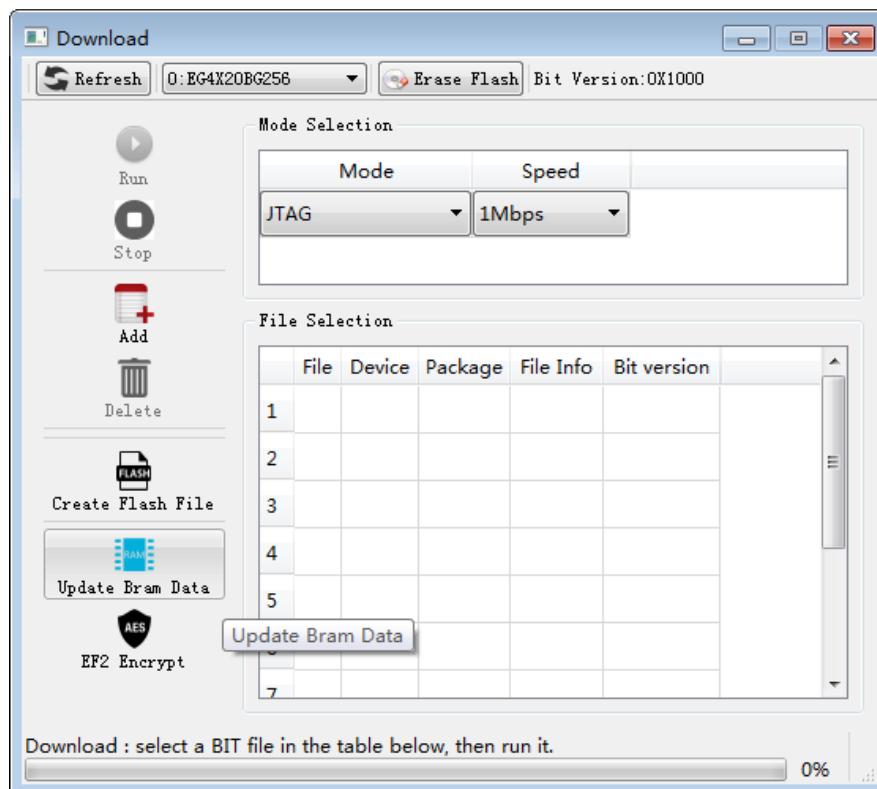 Download
Refresh 0:EG4X20BG256 Erase Flash Bit Version:0X1000
Mode Selection
Mode Speed
JTAG 1Mbps
Run
Stop
Add
Delete
Create Flash File
FLASH
RAM
Update Bram Data
AES
EF2 Encrypt
File Selection
File Device Package File Info Bit version
1
2
3
4
5
7
Update Bram Data
Download : select a BIT file in the table below, then run it.
0%